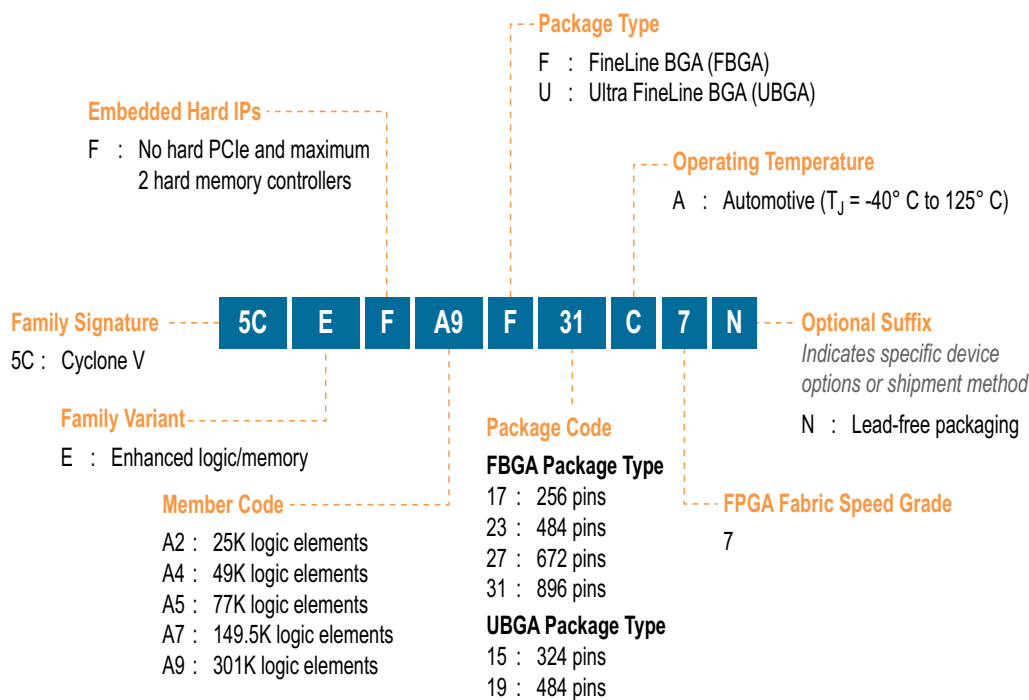 Package Type
F : FineLine BGA (FBGA)
U : Ultra FineLine BGA (UBGA)
Embedded Hard IPs
F : No hard PCIe and maximum
2 hard memory controllers
Operating Temperature
A : Automotive (TJ = -40° C to 125° C)
5C E F A9 F 31 C 7 N
Family Signature
5C : Cyclone V
Optional Suffix
Indicates specific device
options or shipment method
N : Lead-free packaging
Family Variant
E : Enhanced logic/memory
Member Code
A2 : 25K logic elements
A4 : 49K logic elements
A5 : 77K logic elements
A7 : 149.5K logic elements
A9 : 301K logic elements
Package Code
FBGA Package Type
17 : 256 pins
23 : 484 pins
27 : 672 pins
31 : 896 pins
UBGA Package Type
15 : 324 pins
19 : 484 pins
FPGA Fabric Speed Grade
7